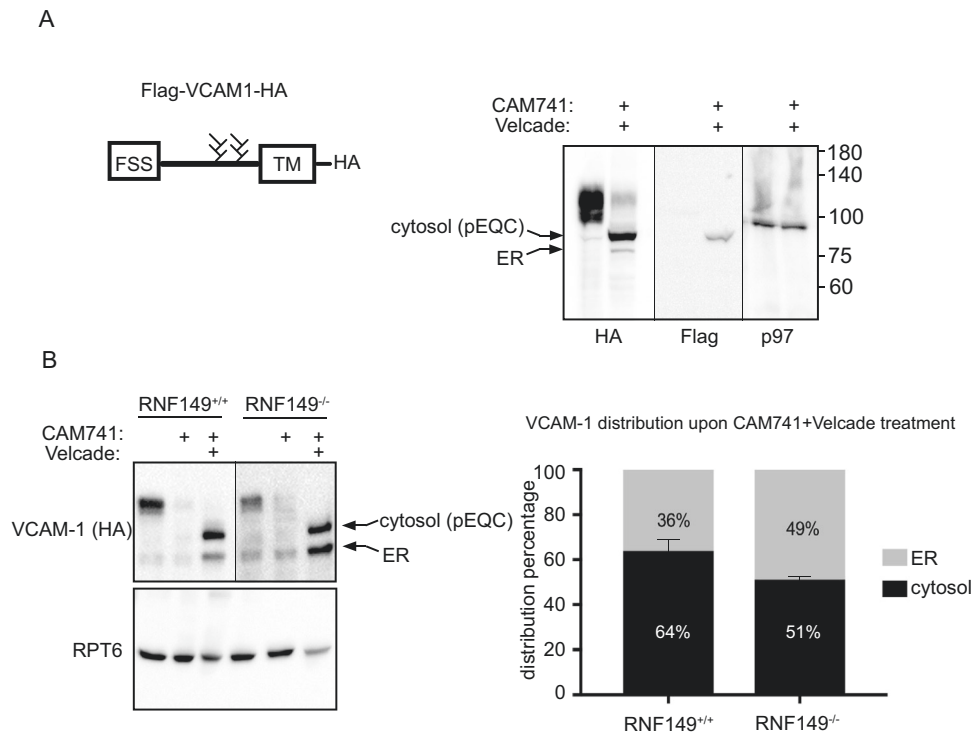 A
Flag-VCAM1-HA
FSS TM HA
CAM741: + + +
Velcade: + + +
180
140
100
75
60
cytosol (pEQC)
ER
HA Flag p97
B
RNF149+/+ RNF149-/-
CAM741: + + + +
Velcade: + +
VCAM-1 (HA)
cytosol (pEQC)
ER
RPT6
VCAM-1 distribution upon CAM741+Velcade treatment
distribution percentage
100
80
60
40
20
0
36% 49%
64% 51%
ER
cytosol
RNF149+/+ RNF149-/-